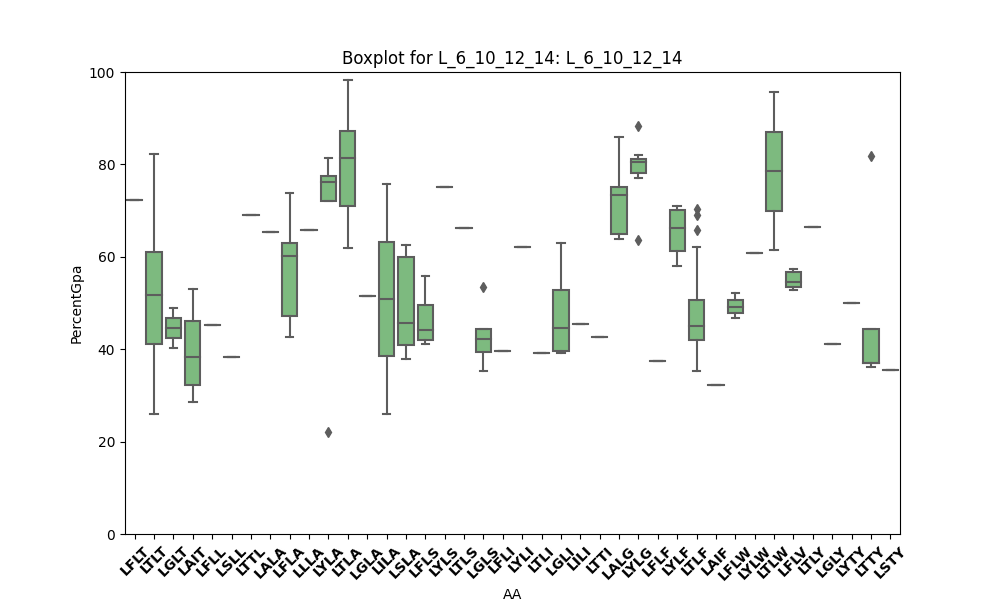 Boxplot for L_6_10_12_14: L_6_10_12_14
PercentGpa
100
80
60
40
20
0
LFLT
LTLT
LGLT
LAIT
LFLL
LSLL
LTTL
LALA
LFLA
LLLA
LYLA
LTLA
LGLA
LILA
LSLA
LFLS
LYLS
LTLS
LGLS
LFLI
LYLI
LTLI
LGLI
LILI
LTTI
LALG
LYLG
LFLF
LYLF
LTLF
LAIF
LFLW
LYLW
LTLW
LFLV
LTLY
LGLY
LYTY
LTTY
LSTY
AA